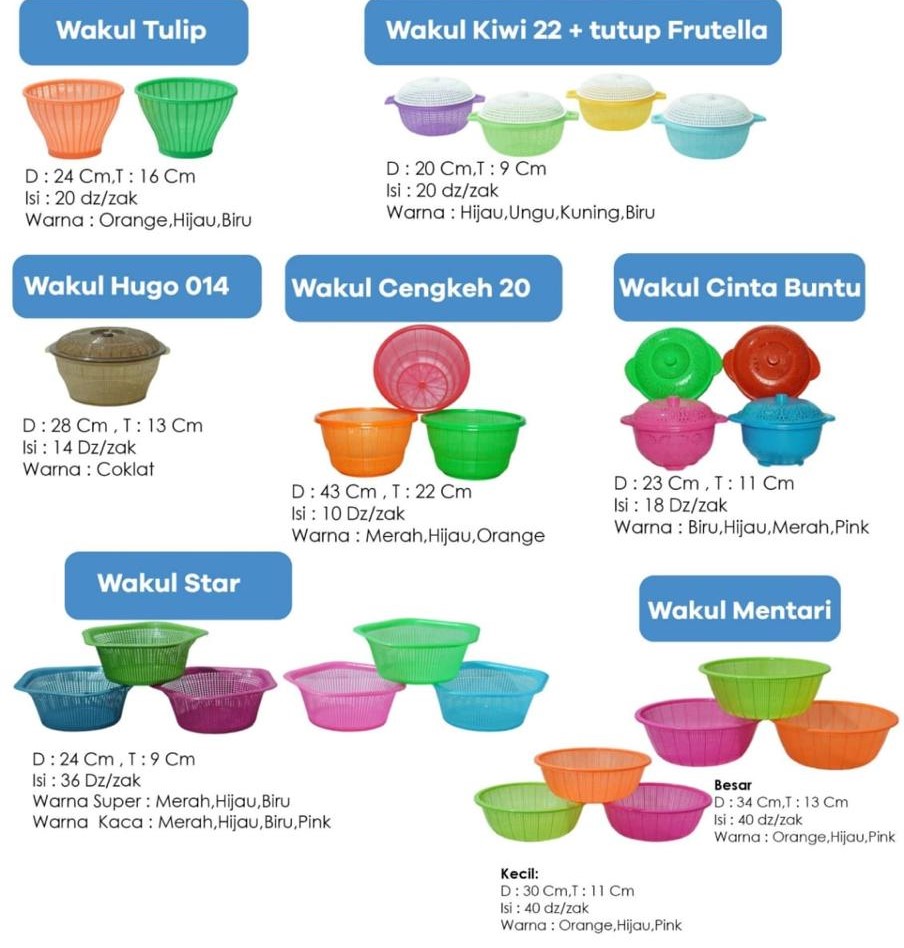 Wakul Tulip
D : 24 Cm,T : 16 Cm
Isi : 20 dz/zak
Warna : Orange,Hijau,Biru
Wakul Kiwi 22 + tutup Frutella
D : 20 Cm,T : 9 Cm
Isi : 20 dz/zak
Warna : Hijau,Ungu,Kuning,Biru
Wakul Hugo 014
D : 28 Cm , T : 13 Cm
Isi : 14 Dz/zak
Warna : Coklat
Wakul Cengkeh 20
D : 43 Cm , T : 22 Cm
Isi : 10 Dz/zak
Warna : Merah,Hijau,Orange
Wakul Cinta Buntu
D : 23 Cm , T : 11 Cm
Isi : 18 Dz/zak
Warna : Biru,Hijau,Merah,Pink
Wakul Star
D : 24 Cm , T : 9 Cm
Isi : 36 Dz/zak
Warna Super : Merah,Hijau,Biru
Warna Kaca : Merah,Hijau,Biru,Pink
Wakul Mentari
Besar
D : 34 Cm,T : 13 Cm
Isi : 40 dz/zak
Warna : Orange,Hijau,Pink
Kecil:
D : 30 Cm,T : 11 Cm
Isi : 40 dz/zak
Warna : Orange,Hijau,Pink